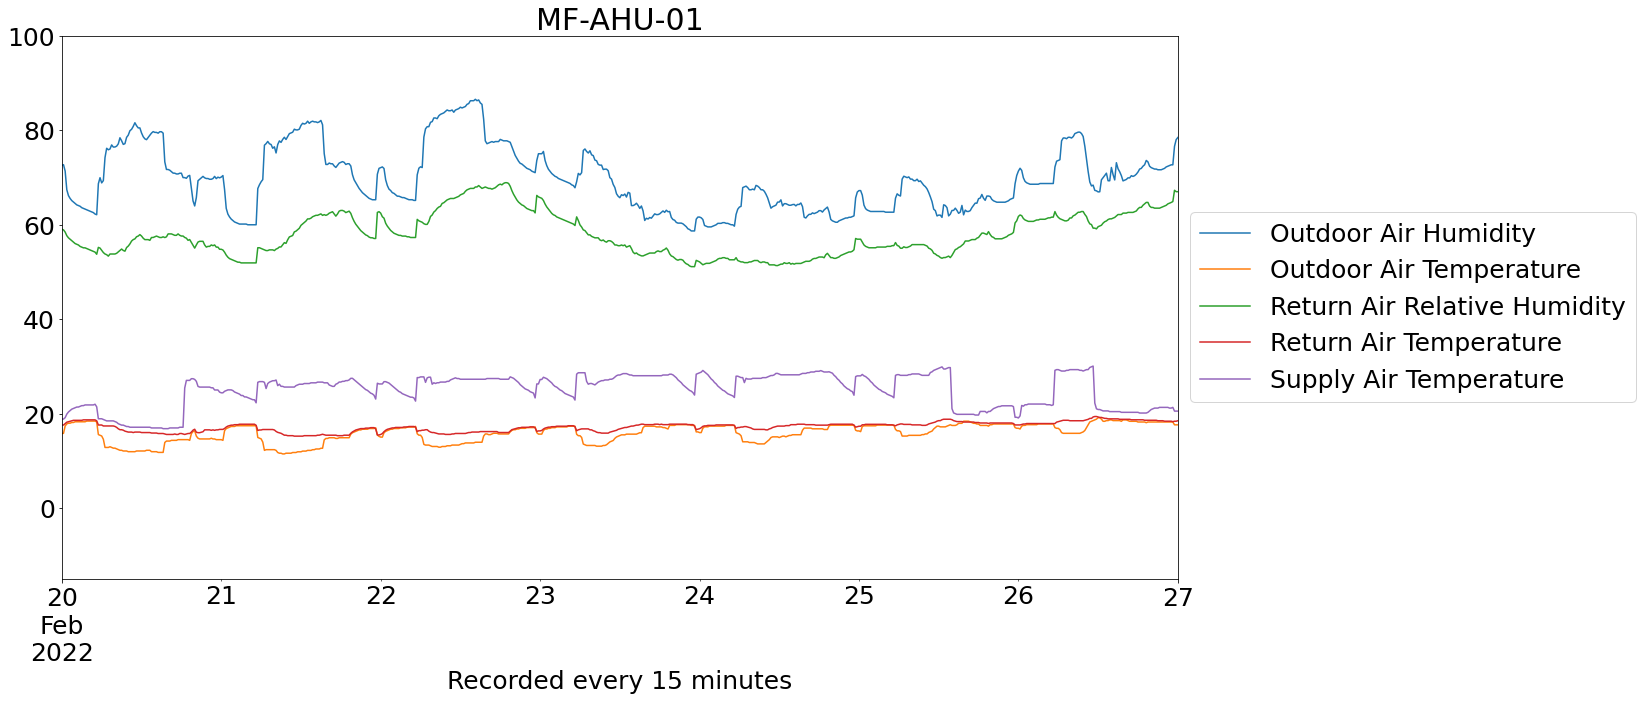 MF-AHU-01
100
80
60
40
20
0
20 21 22 23 24 25 26 27
Feb
2022
Recorded every 15 minutes
Outdoor Air Humidity
Outdoor Air Temperature
Return Air Relative Humidity
Return Air Temperature
Supply Air Temperature